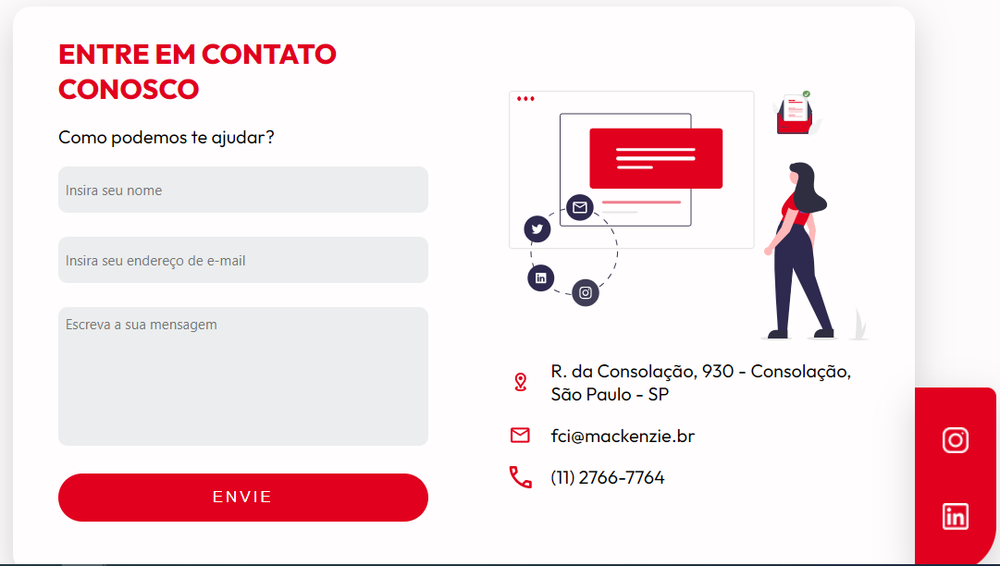 ENTRE EM CONTATO
CONOSCO
Como podemos te ajudar?
Insira seu nome
Insira seu endereço de e-mail
Escreva a sua mensagem
ENVIE
R. da Consolação, 930 - Consolação,
São Paulo - SP
fci@mackenzie.br
(11) 2766-7764